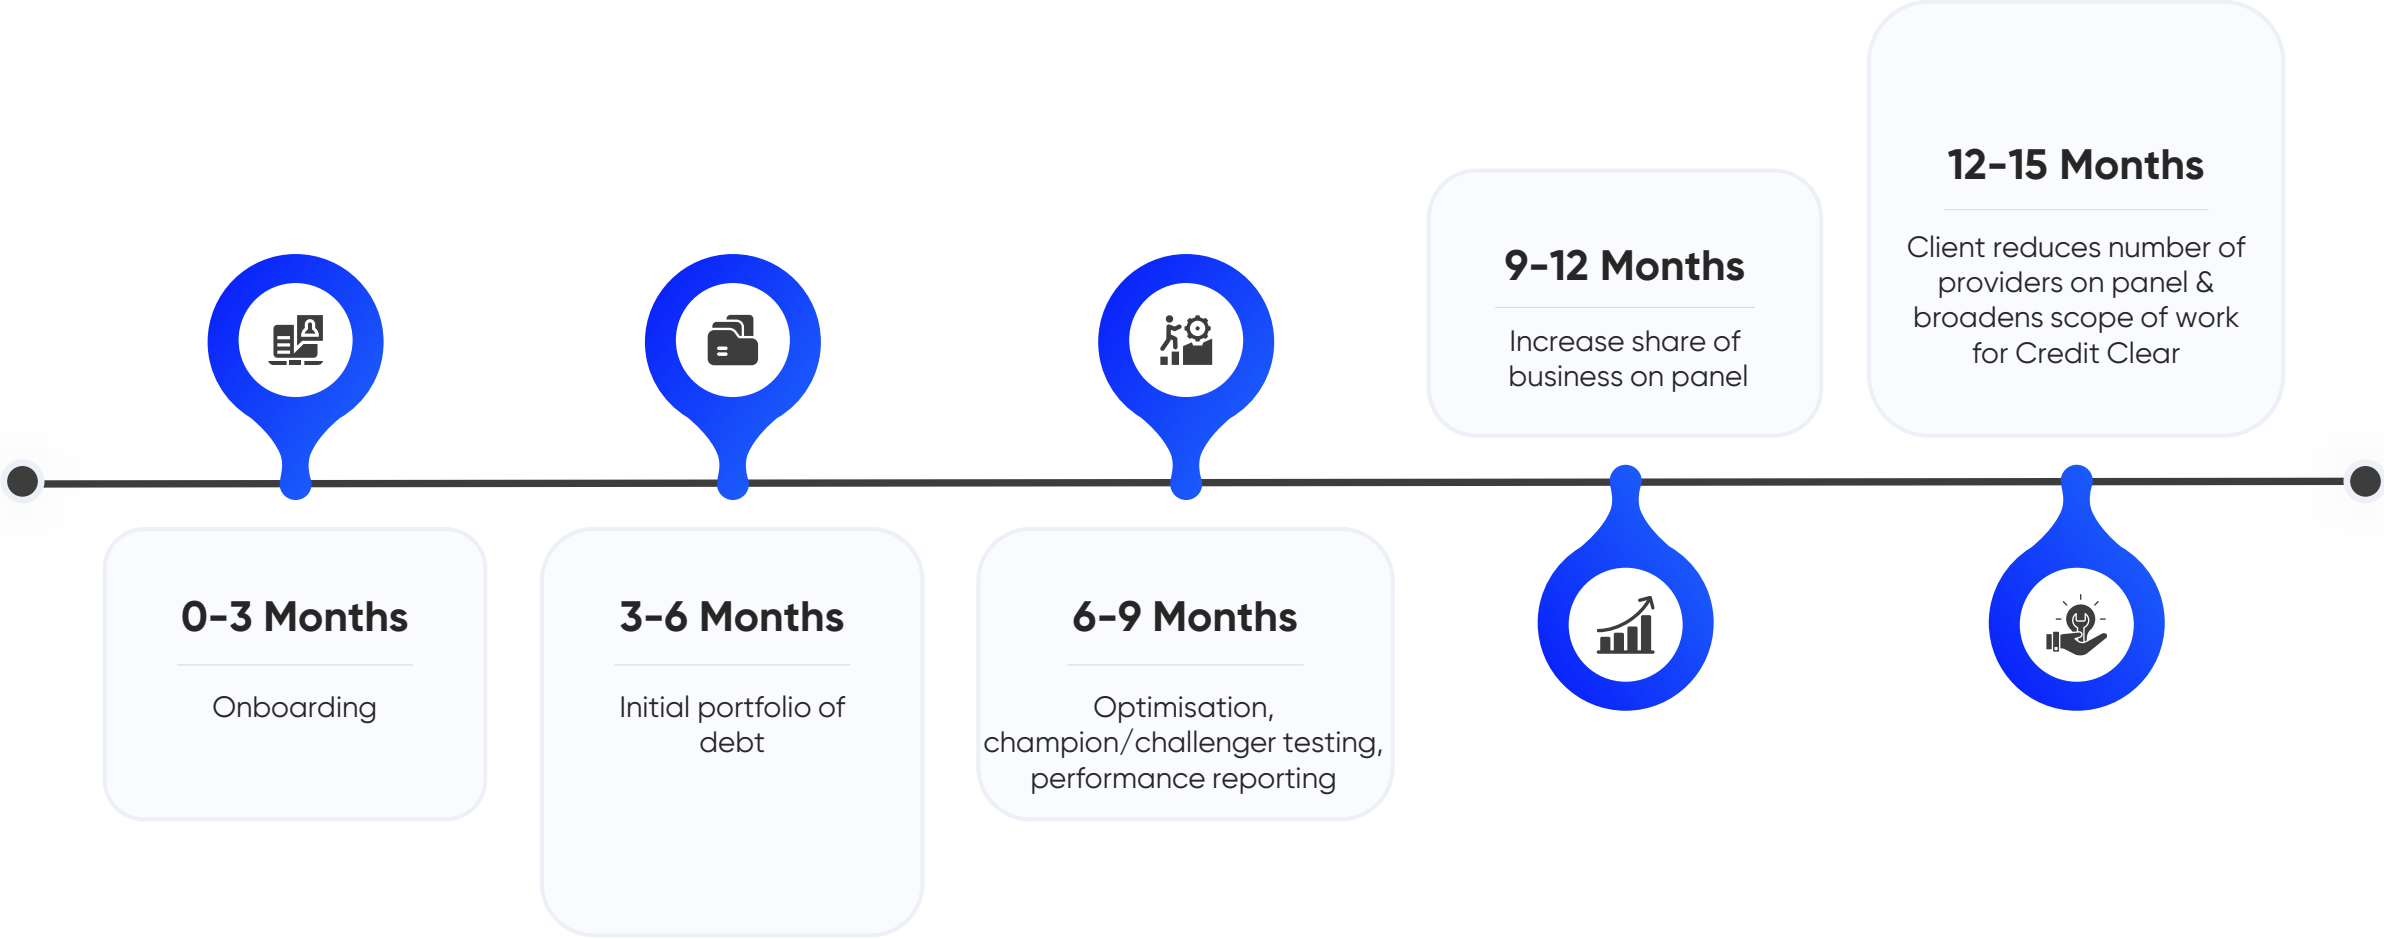 0-3 Months
Onboarding
3-6 Months
Initial portfolio of
debt
6-9 Months
Optimisation,
champion/challenger testing,
performance reporting
9-12 Months
Increase share of
business on panel
12-15 Months
Client reduces number of
providers on panel &
broadens scope of work
for Credit Clear